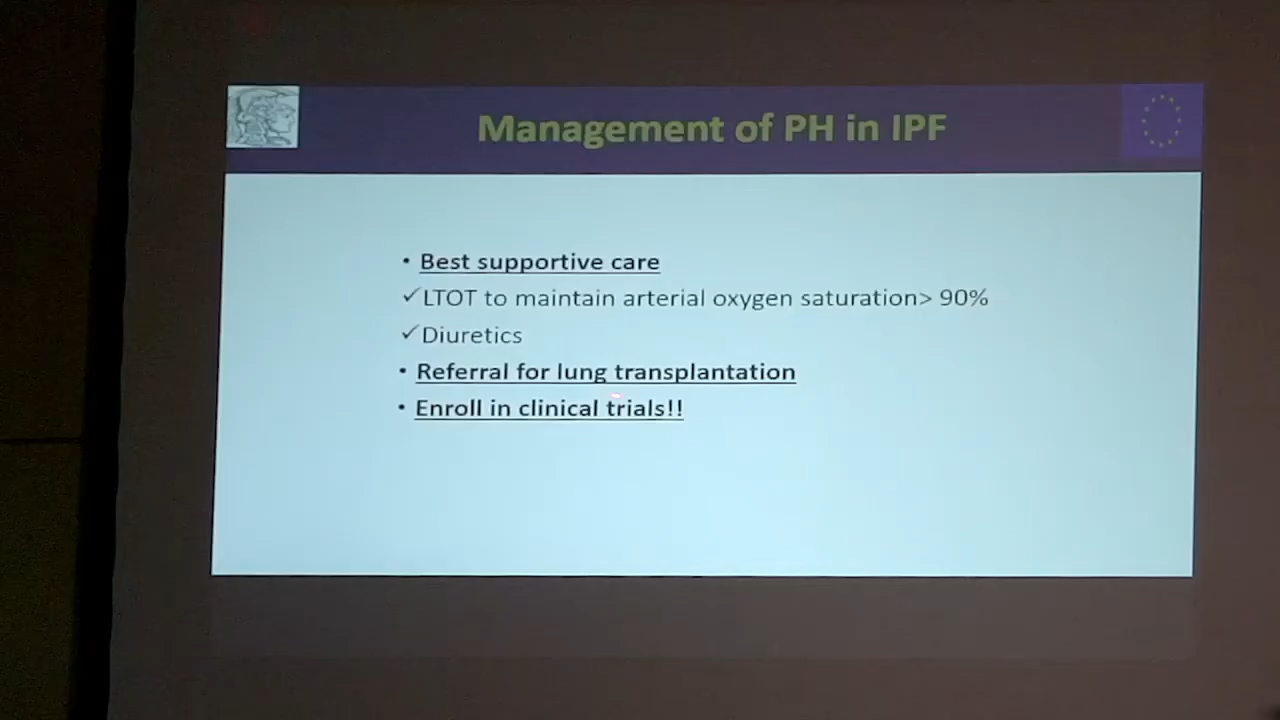 Management of PH in IPF
• Best supportive care
✓LTOT to maintain arterial oxygen saturation> 90%
✓Diuretics
• Referral for lung transplantation
• Enroll in clinical trials!!